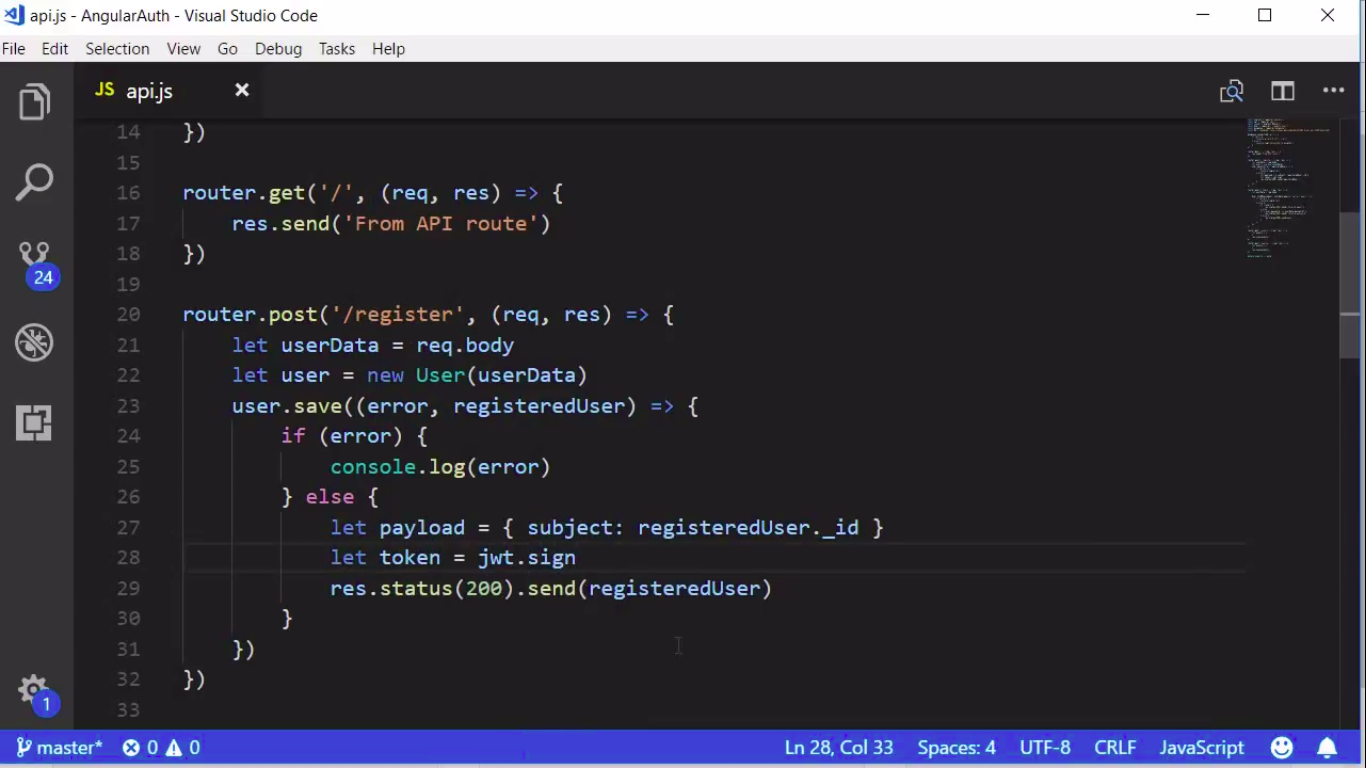 api.js - AngularAuth - Visual Studio Code
File Edit Selection View Go Debug Tasks Help
JS api.js
14 })
15
16 router.get('/', (req, res) => {
17 res.send('From API route')
18 })
19
20 router.post('/register', (req, res) => {
21 let userData = req.body
22 let user = new User(userData)
23 user.save((error, registeredUser) => {
24 if (error) {
25 console.log(error)
26 } else {
27 let payload = { subject: registeredUser._id }
28 let token = jwt.sign
29 res.status(200).send(registeredUser)
30 }
31 })
32 })
33
24
1
master* 0 0 Ln 28, Col 33 Spaces: 4 UTF-8 CRLF JavaScript